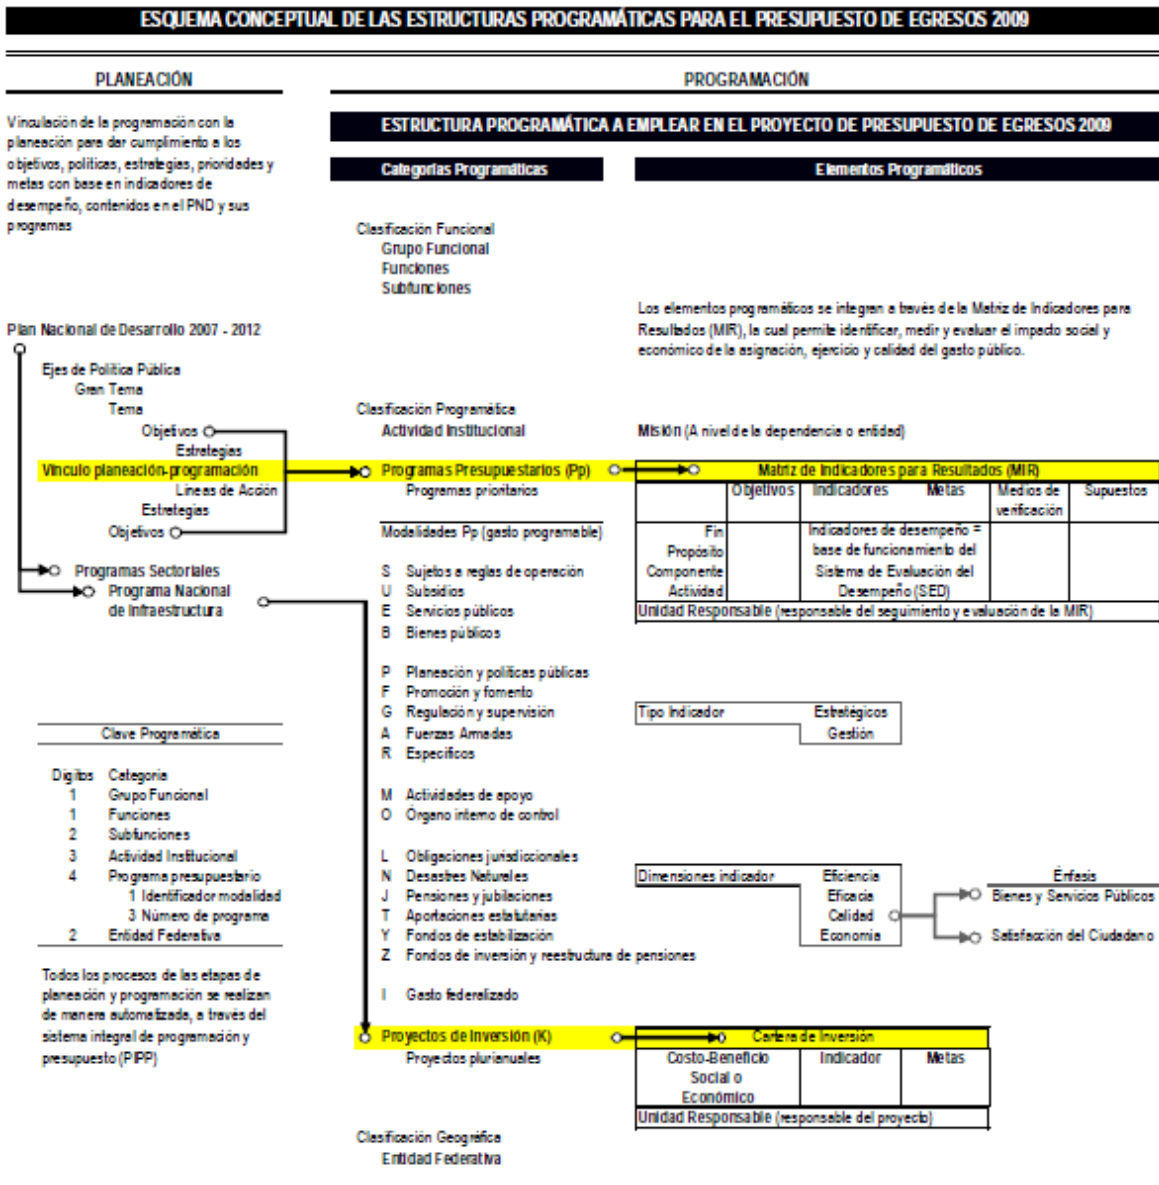 ESQUEMA CONCEPTUAL DE LAS ESTRUCTURAS PROGRAMÁTICAS PARA EL PRESUPUESTO DE EGRESOS 2009
PLANEACIÓN
Vinculación de la programación con la
planeación para dar cumplimiento a los
objetivos, políticas, estrategias, prioridades y
metas con base en indicadores de
desempeño, contenidos en el PND y sus
programas
Plan Nacional de Desarrollo 2007 - 2012
Ejes de Política Pública
Gran Tema
Tema
Objetivos
Estrategias
Vínculo planeación-programación
Líneas de Acción
Estrategias
Objetivos
Programas Sectoriales
Programa Nacional
de Infraestructura
Clave Programática
Dígitos Categoría
1 Grupo Funcional
1 Funciones
2 Subfunciones
3 Actividad Institucional
4 Programa presupuestario
1 Identificador modalidad
3 Número de programa
2 Entidad Federativa
Todos los procesos de las etapas de
planeación y programación se realizan
de manera automatizada, a través del
sistema integral de programación y
presupuesto (PIPP)
PROGRAMACIÓN
ESTRUCTURA PROGRAMÁTICA A EMPLEAR EN EL PROYECTO DE PRESUPUESTO DE EGRESOS 2009
Categorías Programáticas
Clasificación Funcional
Grupo Funcional
Funciones
Subfunciones
Clasificación Programática
Actividad Institucional
Programas Presupuestarios (Pp)
Programas prioritarios
Modalidades Pp (gasto programable)
S Sujetos a reglas de operación
U Subsidios
E Servicios públicos
B Bienes públicos
P Planeación y políticas públicas
F Promoción y fomento
G Regulación y supervisión
A Fuerzas Armadas
R Específicos
M Actividades de apoyo
O Órgano interno de control
L Obligaciones jurisdiccionales
N Desastres Naturales
J Pensiones y jubilaciones
T Aportaciones estatutarias
Y Fondos de estabilización
Z Fondos de inversión y reestructura de pensiones
I Gasto federalizado
Proyectos de Inversión (K)
Proyectos plurianuales
Clasificación Geográfica
Entidad Federativa
Elementos Programáticos
Los elementos programáticos se integran a través de la Matriz de Indicadores para
Resultados (MIR), la cual permite identificar, medir y evaluar el impacto social y
económico de la asignación, ejercicio y calidad del gasto público.
Misión (A nivel de la dependencia o entidad)
Matriz de Indicadores para Resultados (MIR)
Objetivos Indicadores Metas Medios de Supuestos
verificación
Fin Indicadores de desempeño =
Propósito base de funcionamiento del
Componente Sistema de Evaluación del
Actividad Desempeño (SED)
Unidad Responsable (responsable del seguimiento y evaluación de la MIR)
Tipo Indicador Estratégicos
Gestión
Dimensiones indicador Eficiencia
Eficacia
Calidad
Economía
Énfasis
Bienes y Servicios Públicos
Satisfacción del Ciudadano
Cartera de Inversión
Costo-Beneficio Indicador Metas
Social o
Económico
Unidad Responsable (responsable del proyecto)